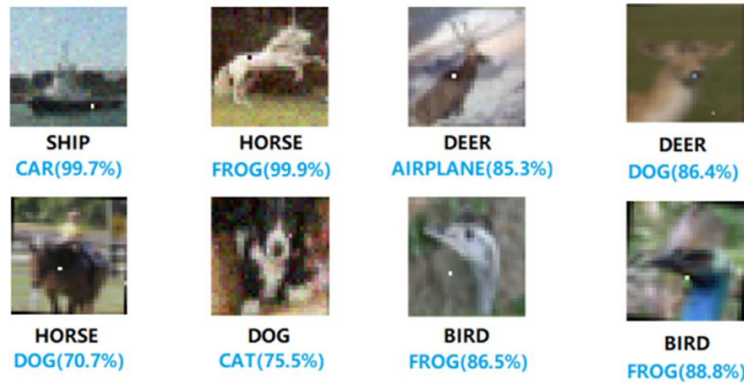 SHIP
CAR(99.7%)
HORSE
FROG(99.9%)
DEER
AIRPLANE(85.3%)
DEER
DOG(86.4%)
HORSE
DOG(70.7%)
DOG
CAT(75.5%)
BIRD
FROG(86.5%)
BIRD
FROG(88.8%)